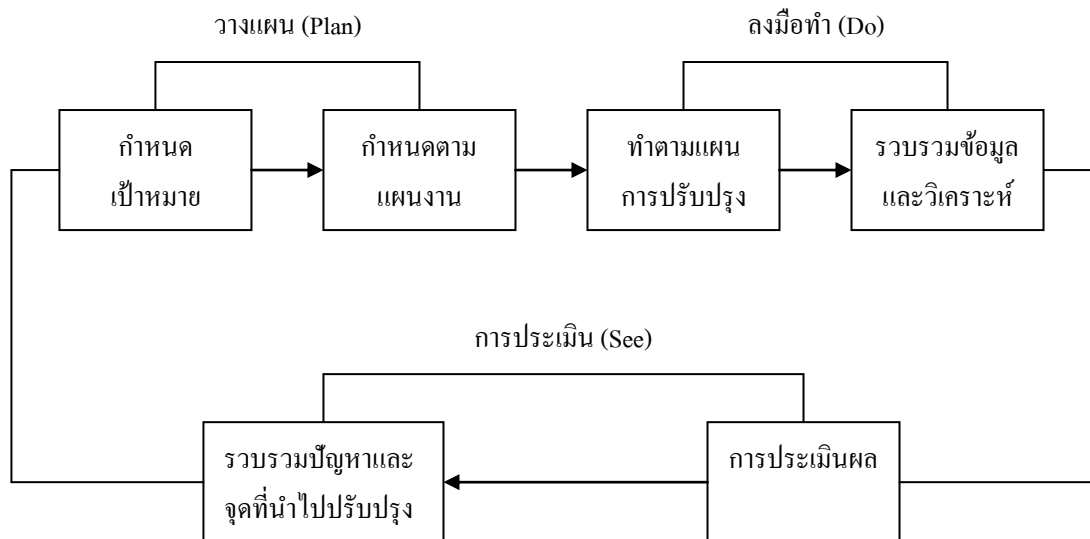 วางแผน (Plan)
ลงมือทำ (Do)
กำหนด
เป้าหมาย
กำหนดตาม
แผนงาน
ทำตามแผน
การปรับปรุง
รวบรวมข้อมูล
และวิเคราะห์
การประเมิน (See)
รวบรวมปัญหาและ
จุดที่นำไปปรับปรุง
การประเมินผล